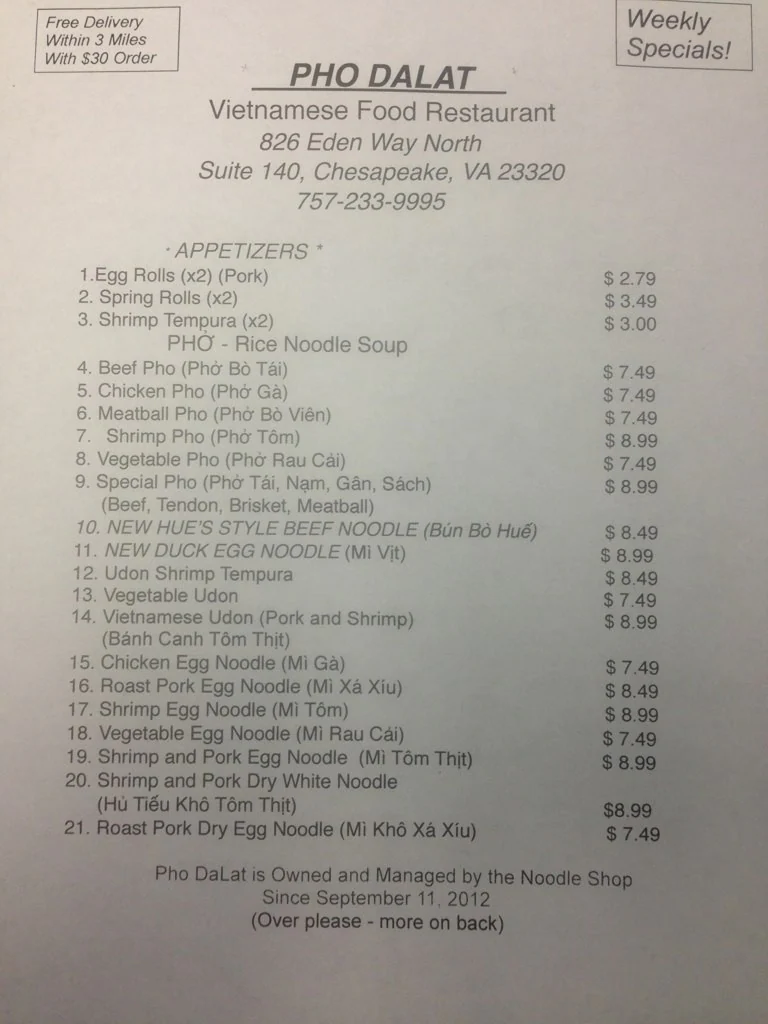 Free Delivery
Within 3 Miles
With $30 Order
Weekly
Specials!
PHO DALAT
Vietnamese Food Restaurant
826 Eden Way North
Suite 140, Chesapeake, VA 23320
757-233-9995
· APPETIZERS *
1.Egg Rolls (x2) (Pork) $ 2.79
2. Spring Rolls (x2) $ 3.49
3. Shrimp Tempura (x2) $ 3.00
PHỞ - Rice Noodle Soup
4. Beef Pho (Phở Bò Tái) $ 7.49
5. Chicken Pho (Phở Gà) $ 7.49
6. Meatball Pho (Phở Bò Viên) $ 7.49
7. Shrimp Pho (Phở Tôm) $ 8.99
8. Vegetable Pho (Phở Rau Cải) $ 7.49
9. Special Pho (Phở Tái, Nạm, Gân, Sách) $ 8.99
(Beef, Tendon, Brisket, Meatball)
10. NEW HUE'S STYLE BEEF NOODLE (Bún Bò Huế) $ 8.49
11. NEW DUCK EGG NOODLE (Mì Vịt) $ 8.99
12. Udon Shrimp Tempura $ 8.49
13. Vegetable Udon $ 7.49
14. Vietnamese Udon (Pork and Shrimp) $ 8.99
(Bánh Canh Tôm Thịt)
15. Chicken Egg Noodle (Mì Gà) $ 7.49
16. Roast Pork Egg Noodle (Mì Xá Xíu) $ 8.49
17. Shrimp Egg Noodle (Mì Tôm) $ 8.99
18. Vegetable Egg Noodle (Mì Rau Cải) $ 7.49
19. Shrimp and Pork Egg Noodle (Mì Tôm Thịt) $ 8.99
20. Shrimp and Pork Dry White Noodle
(Hủ Tiếu Khô Tôm Thịt) $8.99
21. Roast Pork Dry Egg Noodle (Mì Khô Xá Xíu) $ 7.49
Pho DaLat is Owned and Managed by the Noodle Shop
Since September 11, 2012
(Over please - more on back)